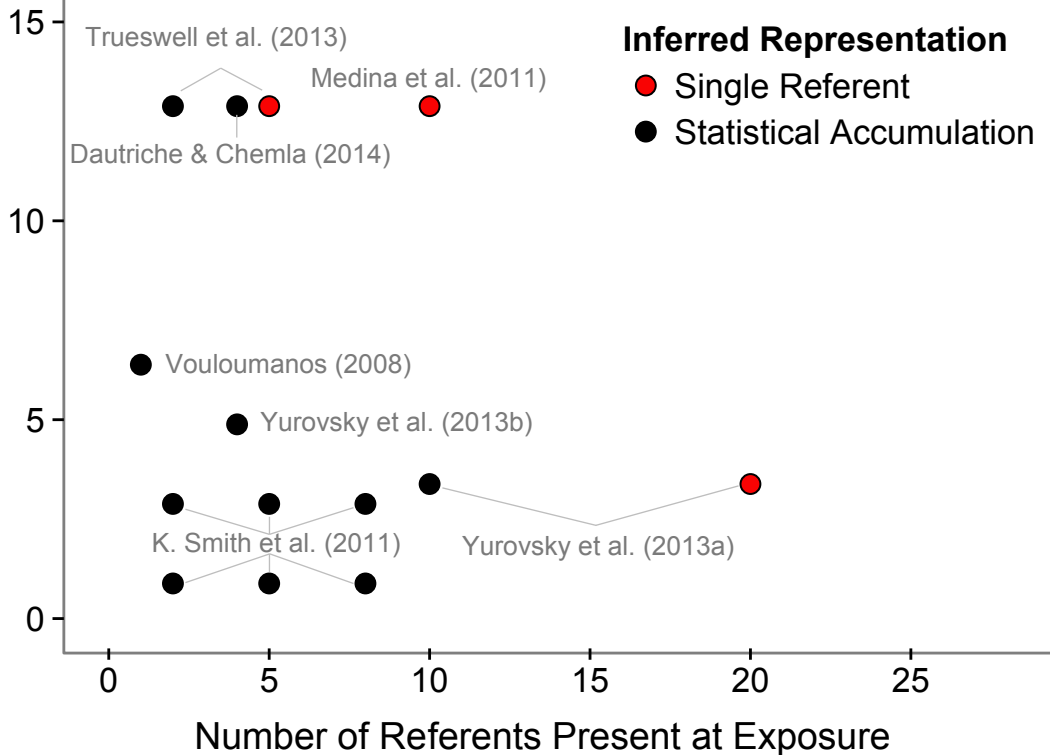 15
Trueswell et al. (2013)
Inferred Representation
Medina et al. (2011)
Single Referent
Statistical Accumulation
Dautriche & Chemla (2014)
10
Vouloumanos (2008)
5
Yurovsky et al. (2013b)
K. Smith et al. (2011)
Yurovsky et al. (2013a)
0
0 5 10 15 20 25
Number of Referents Present at Exposure